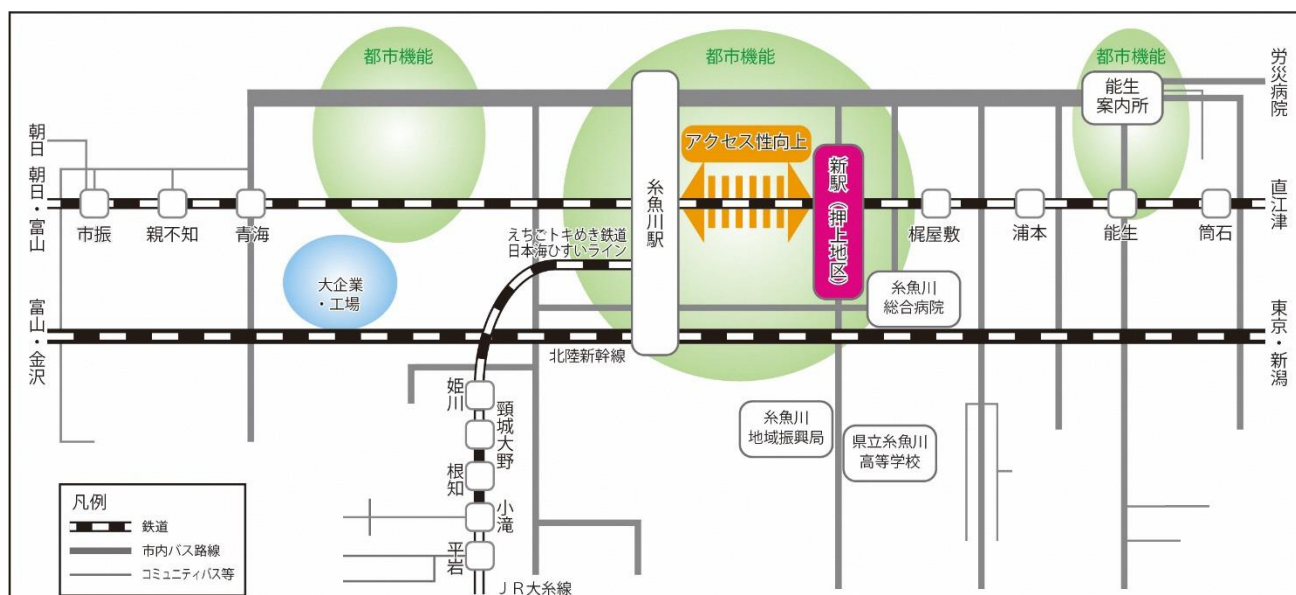 都市機能
都市機能
都市機能
労災病院
能生
案内所
朝日
朝日・富山
アクセス性向上
新駅（押上地区）
糸魚川駅
直江津
市振
親不知
青海
えちごトキめき鉄道
日本海ひすいライン
梶屋敷
浦本
能生
筒石
大企業
・工場
糸魚川
総合病院
富山・金沢
北陸新幹線
東京・新潟
姫川
頸城大野
根知
小滝
平岩
ＪＲ大糸線
糸魚川
地域振興局
県立糸魚川
高等学校
凡例
鉄道
市内バス路線
コミュニティバス等